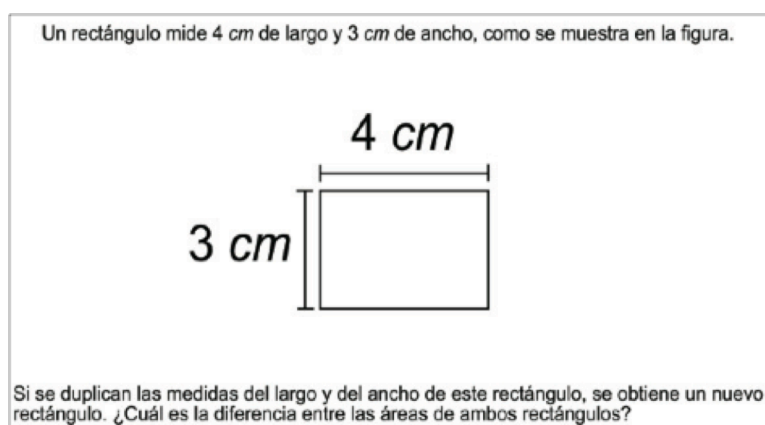 Un rectángulo mide 4 cm de largo y 3 cm de ancho, como se muestra en la figura.
4 cm
3 cm
Si se duplican las medidas del largo y del ancho de este rectángulo, se obtiene un nuevo
rectángulo. ¿Cuál es la diferencia entre las áreas de ambos rectángulos?